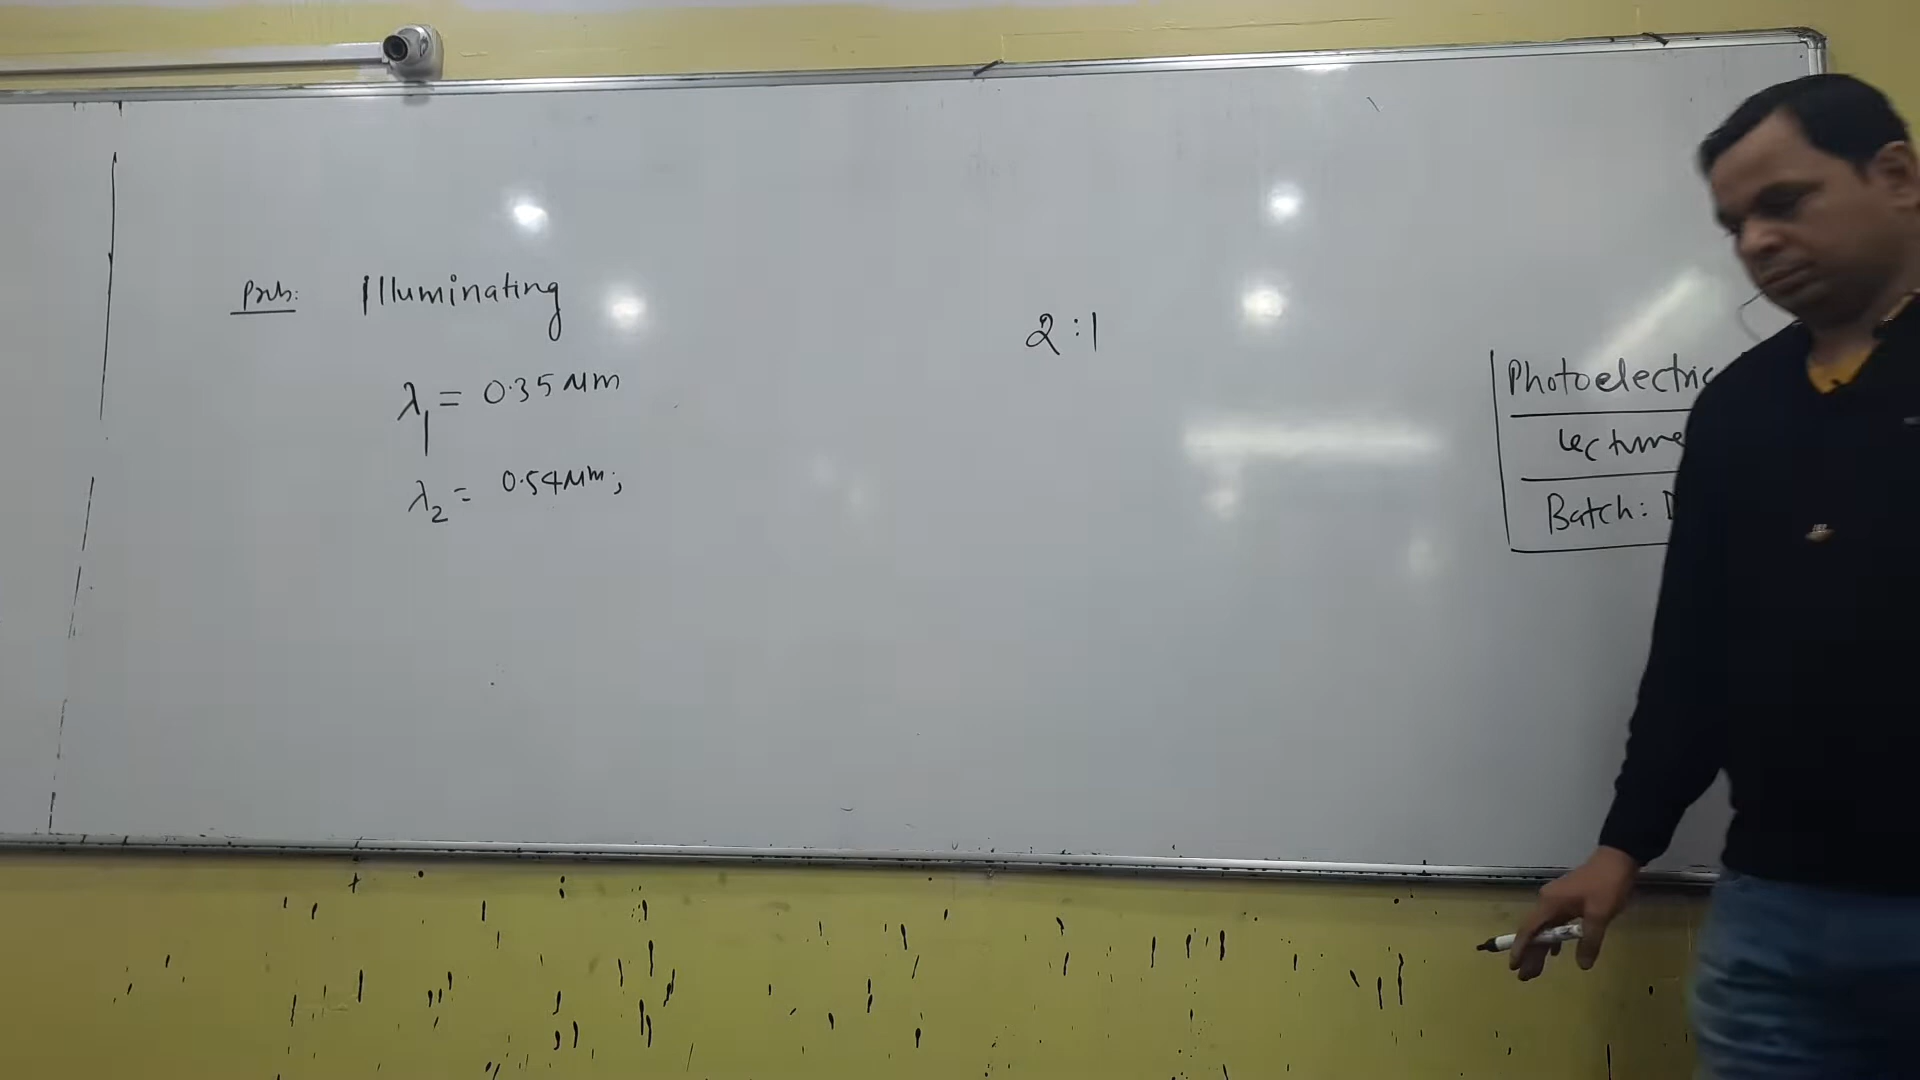 Prob: Illuminating
λ₁ = 0.35 μm
λ₂ = 0.54 μm;
2:1
Photoelectric
Lecture
Batch: